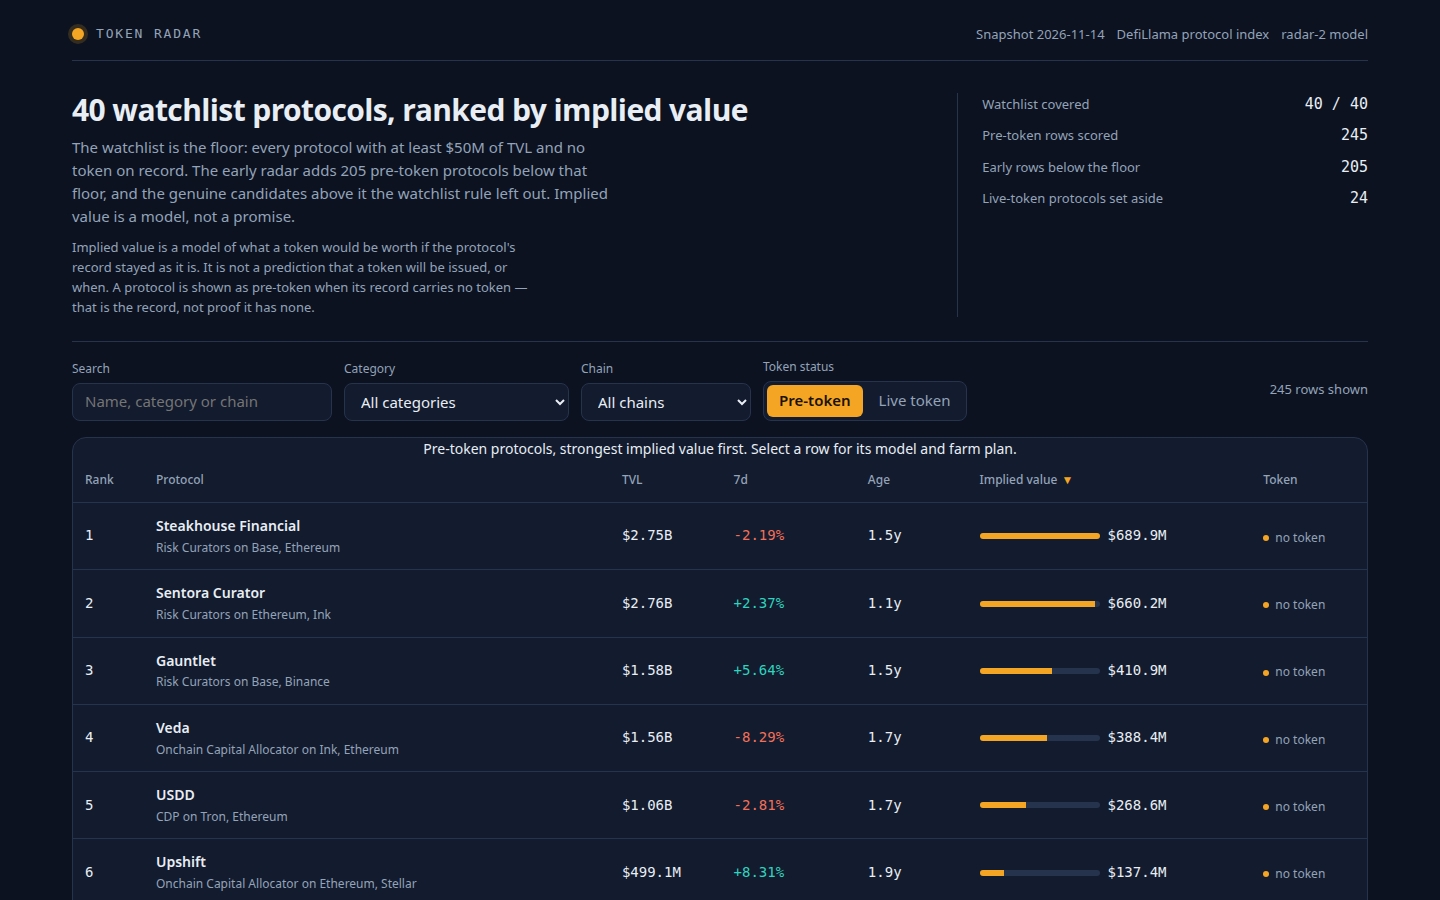 TOKEN RADAR
Snapshot 2026-11-14 DefiLlama protocol index radar-2 model
40 watchlist protocols, ranked by implied value
The watchlist is the floor: every protocol with at least $50M of TVL and no
token on record. The early radar adds 205 pre-token protocols below that
floor, and the genuine candidates above it the watchlist rule left out. Implied
value is a model, not a promise.
Implied value is a model of what a token would be worth if the protocol's
record stayed as it is. It is not a prediction that a token will be issued, or
when. A protocol is shown as pre-token when its record carries no token —
that is the record, not proof it has none.
Watchlist covered 40 / 40
Pre-token rows scored 245
Early rows below the floor 205
Live-token protocols set aside 24
Search Category Chain Token status
Name, category or chain All categories All chains Pre-token Live token 245 rows shown
Pre-token protocols, strongest implied value first. Select a row for its model and farm plan.
Rank Protocol TVL 7d Age Implied value ▼ Token
1 Steakhouse Financial $2.75B -2.19% 1.5y $689.9M no token
Risk Curators on Base, Ethereum
2 Sentora Curator $2.76B +2.37% 1.1y $660.2M no token
Risk Curators on Ethereum, Ink
3 Gauntlet $1.58B +5.64% 1.5y $410.9M no token
Risk Curators on Base, Binance
4 Veda $1.56B -8.29% 1.7y $388.4M no token
Onchain Capital Allocator on Ink, Ethereum
5 USDD $1.06B -2.81% 1.7y $268.6M no token
CDP on Tron, Ethereum
6 Upshift $499.1M +8.31% 1.9y $137.4M no token
Onchain Capital Allocator on Ethereum, Stellar